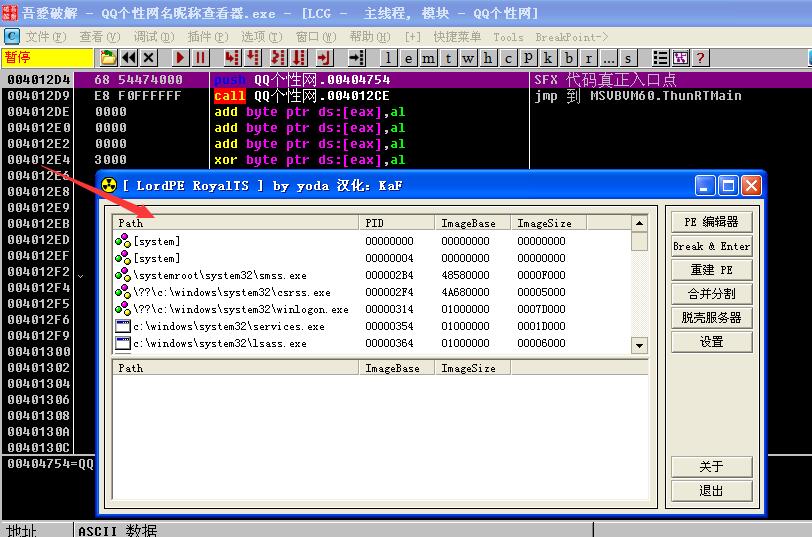 吾爱破解 - QQ个性网名昵称查看器.exe - [LCG -  主线程, 模块 - QQ个性网]
C 文件(F) 查看(V) 调试(D) 插件(P) 选项(T) 窗口(W) 帮助(H) [+] 快捷菜单 Tools BreakPoint->
暂停 l e m t w h c p k b r ... s ?
004012D4 68 54474000 push QQ个性网.00404754 SFX 代码真正入口点
004012D9 E8 F0FFFFFF call QQ个性网.004012CE jmp 到 MSVBVM60.ThunRTMain
004012DE 0000 add byte ptr ds:[eax],al
004012E0 0000 add byte ptr ds:[eax],al
004012E2 0000 add byte ptr ds:[eax],al
004012E4 3000 xor byte ptr ds:[eax],al
004012E6
004012E8
004012E9
004012EB
004012ED
004012EF
004012F2
004012F4
004012F5
004012F6
004012F9
00401300
00401302
00401304
00401306
00401308
0040130A
0040130C
[ LordPE RoyalTS ] by yoda 汉化: KaF
Path PID ImageBase ImageSize
[system] 00000000 00000000 00000000
[system] 00000004 00000000 00000000
\systemroot\system32\smss.exe 000002B4 48580000 0000F000
\??\c:\windows\system32\csrss.exe 000002F4 4A680000 00005000
\??\c:\windows\system32\winlogon.exe 00000314 01000000 0007D000
c:\windows\system32\services.exe 00000354 01000000 0001D000
c:\windows\system32\lsass.exe 00000364 01000000 00006000
Path ImageBase ImageSize
PE 编辑器
Break & Enter
重建 PE
合并分割
脱壳服务器
设置
关于
退出
00404754=QQ
地址 ASCII 数据